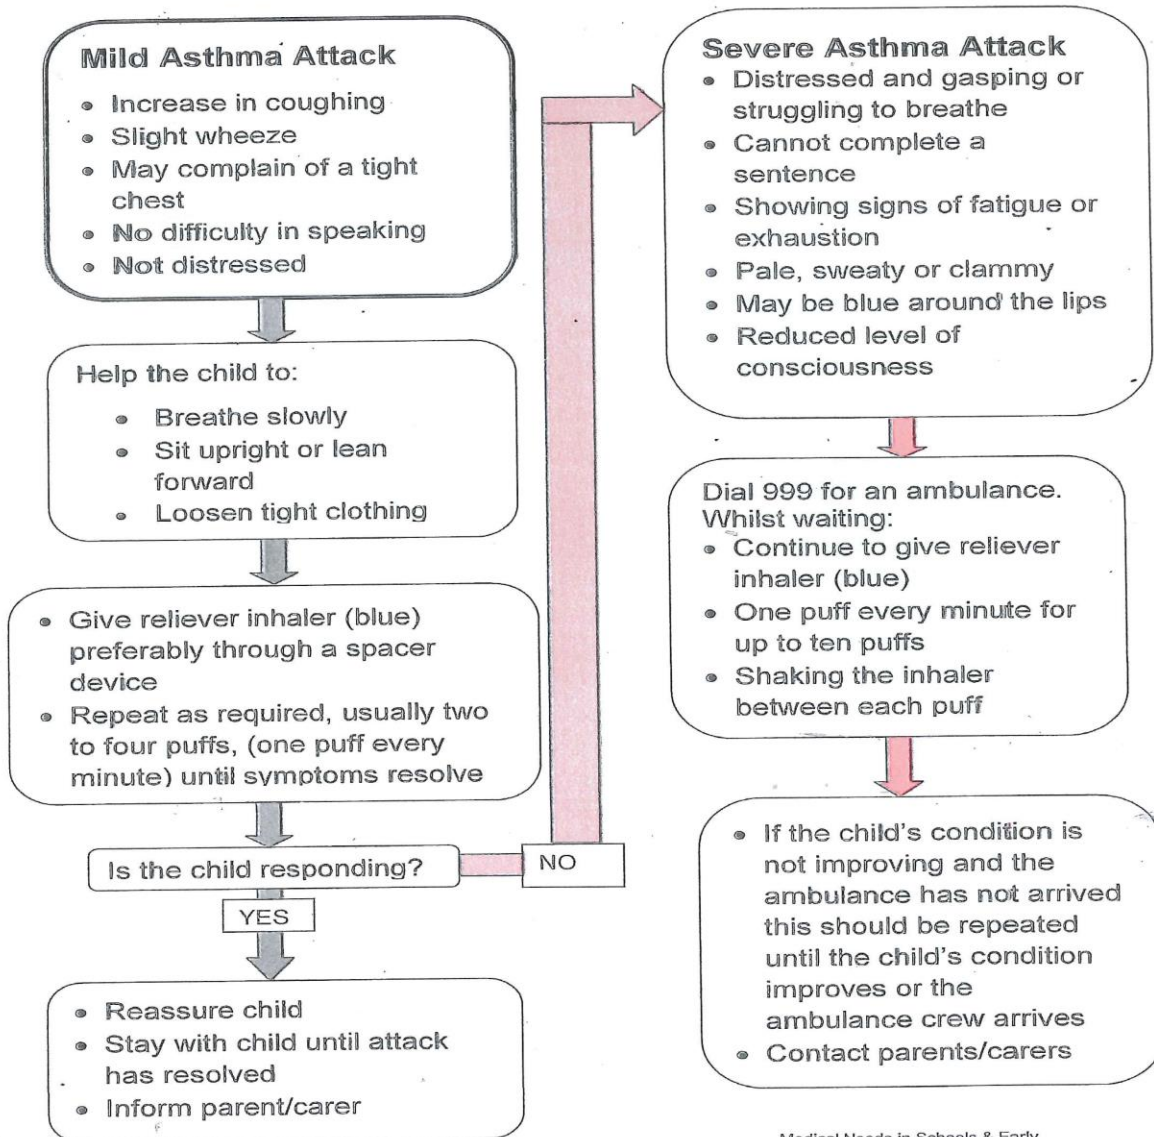 Mild Asthma Attack
• Increase in coughing
• Slight wheeze
• May complain of a tight
chest
• No difficulty in speaking
• Not distressed
Help the child to:
• Breathe slowly
• Sit upright or lean
forward
• Loosen tight clothing
• Give reliever inhaler (blue)
preferably through a spacer
device
• Repeat as required, usually two
to four puffs, (one puff every
minute) until symptoms resolve
Is the child responding?
NO
YES
• Reassure child
• Stay with child until attack
has resolved
• Inform parent/carer
Severe Asthma Attack
• Distressed and gasping or
struggling to breathe
• Cannot complete a
sentence
• Showing signs of fatigue or
exhaustion
• Pale, sweaty or clammy
• May be blue around the lips
• Reduced level of
consciousness
Dial 999 for an ambulance.
Whilst waiting:
• Continue to give reliever
inhaler (blue)
• One puff every minute for
up to ten puffs
• Shaking the inhaler
between each puff
• If the child's condition is
not improving and the
ambulance has not arrived
this should be repeated
until the child's condition
improves or the
ambulance crew arrives
• Contact parents/carers
Medical Needs in Schools & Early